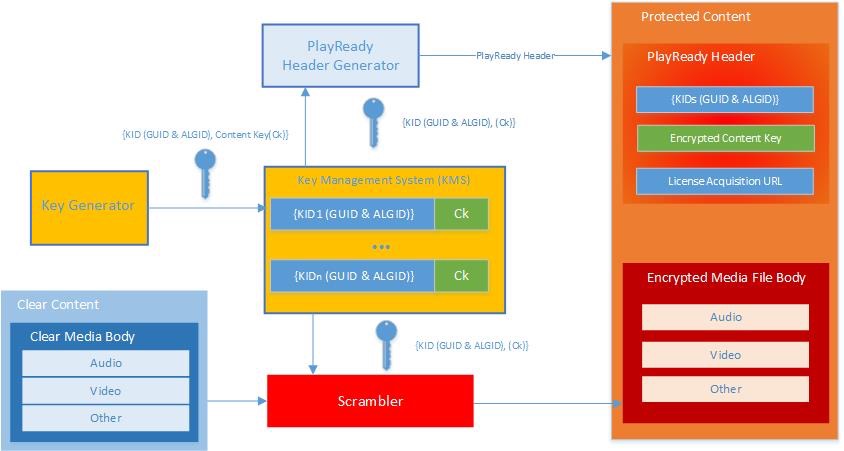 Protected Content
PlayReady
Header Generator
PlayReady Header
PlayReady Header
{KIDs (GUID & ALGID)}
Encrypted Content Key
License Acquisition URL
{KID (GUID & ALGID), Content Key(Ck)}
{KID (GUID & ALGID), (Ck)}
Key Generator
Key Management System (KMS)
{KID1 (GUID & ALGID)} Ck
...
{KIDn (GUID & ALGID)} Ck
Clear Content
Clear Media Body
Audio
Video
Other
{KID (GUID & ALGID), (Ck)}
Scrambler
Encrypted Media File Body
Audio
Video
Other